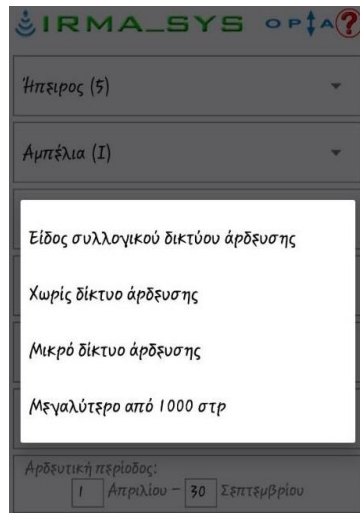 IRMA_SYS ΟΡΙΑ ?
Ήπειρος (5)
Αμπέλια (Ι)
Είδος συλλογικού δικτύου άρδευσης
Χωρίς δίκτυο άρδευσης
Μικρό δίκτυο άρδευσης
Μεγαλύτερο από 1000 στρ
Αρδευτική περίοδος:
1 Απριλίου – 30 Σεπτεμβρίου